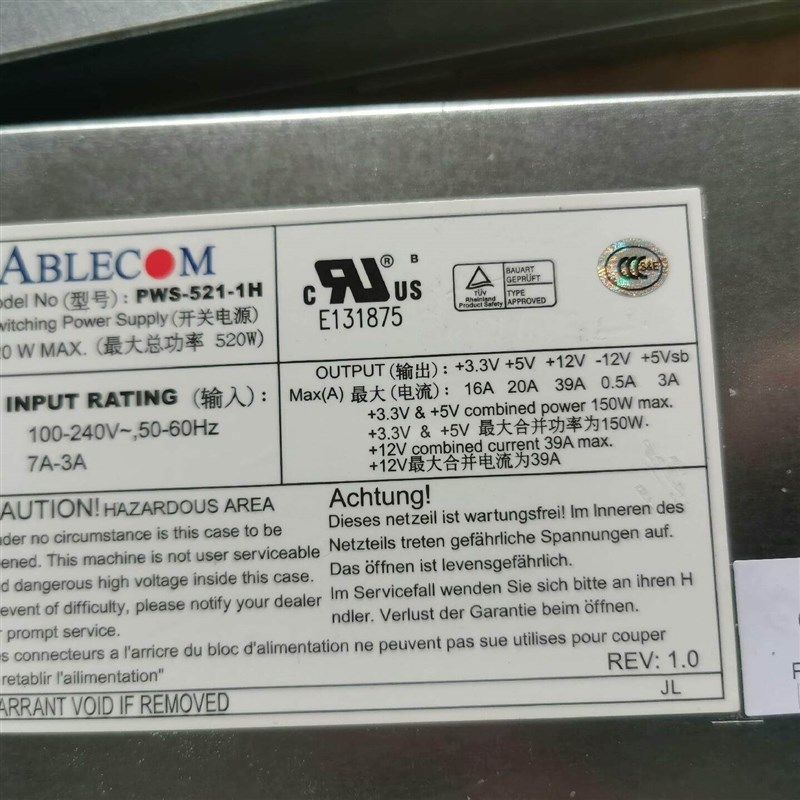 ABLECOM
odel No (型号): PWS-521-1H
witching Power Supply (开关电源)
20 W MAX. (最大总功率 520W)
c RU US
® B
E131875
TÜV
Rheinland
Product Safety
BAUART
GEPRÜFT
TYPE
APPROVED
CCC S&E
INPUT RATING (输入):
100-240V~,50-60Hz
7A-3A
OUTPUT (输出): +3.3V +5V +12V -12V +5Vsb
Max(A) 最大 (电流): 16A 20A 39A 0.5A 3A
+3.3V & +5V combined power 150W max.
+3.3V & +5V 最大合并功率为150W.
+12V combined current 39A max.
+12V最大合并电流为39A
AUTION! HAZARDOUS AREA
nder no circumstance is this case to be
ened. This machine is not user serviceable
d dangerous high voltage inside this case.
event of difficulty, please notify your dealer
r prompt service.
Achtung!
Dieses netzeil ist wartungsfrei! Im Inneren des
Netzteils treten gefährliche Spannungen auf.
Das öffnen ist levensgefährlich.
Im Servicefall wenden Sie sich bitte an ihren H
ndler. Verlust der Garantie beim öffnen.
s connecteurs a l'arricre du bloc d'alimentation ne peuvent pas sue utilises pour couper
retablir l'ailimentation"
REV: 1.0
JL
ARRANT VOID IF REMOVED